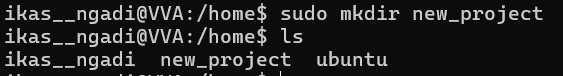 ikas__ngadi@VVA:/home$ sudo mkdir new_project
ikas__ngadi@VVA:/home$ ls
ikas__ngadi  new_project  ubuntu